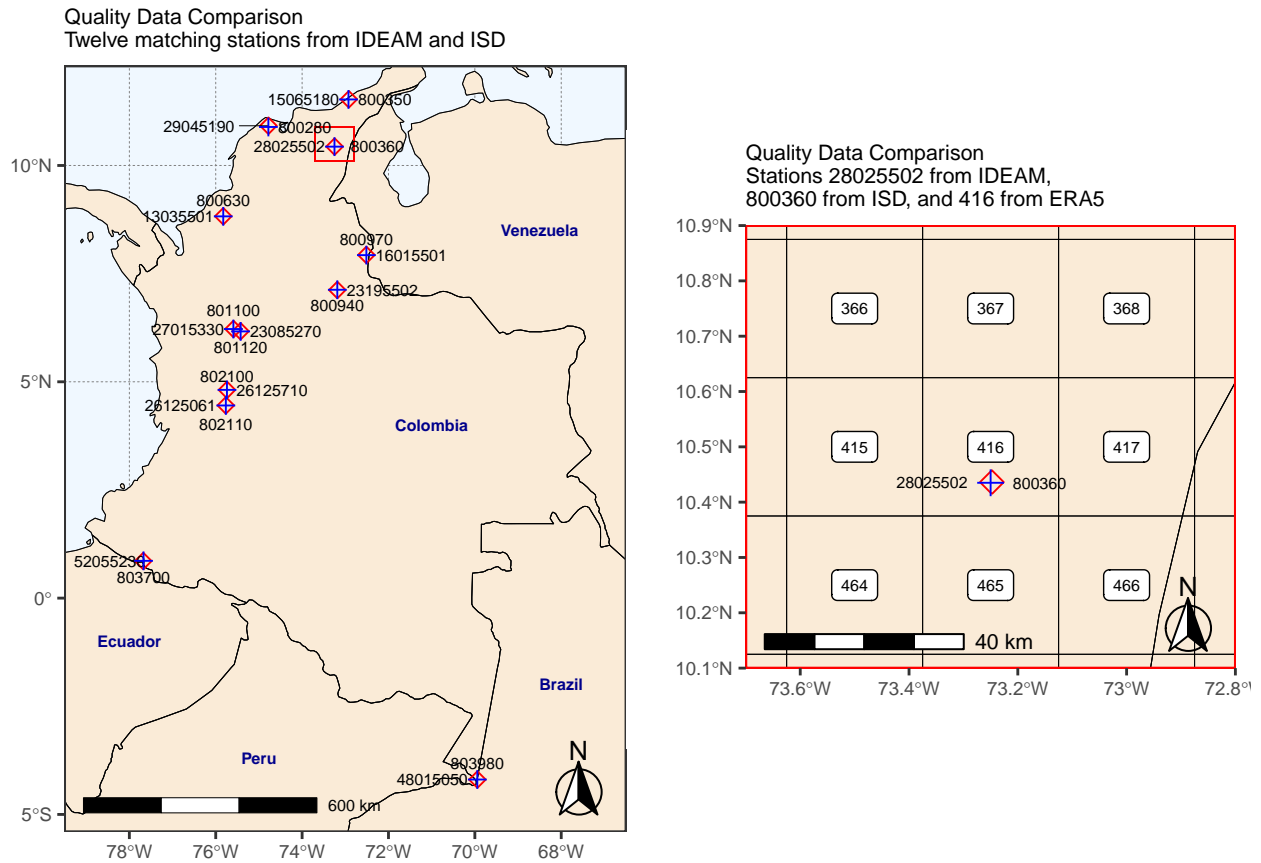 Quality Data Comparison
Twelve matching stations from IDEAM and ISD
15065180 800350
29045190 800280
28025502 800360
10°N
800630
13035501
Venezuela
800970
16015501
23195502
800940
801100
27015330 23085270
801120
5°N
802100
26125710
26125061
802110
Colombia
803700
0°
Ecuador
Brazil
Peru
N
803980
48015050
600 km
5°S
78°W 76°W 74°W 72°W 70°W 68°W
Quality Data Comparison
Stations 28025502 from IDEAM,
800360 from ISD, and 416 from ERA5
10.9°N
10.8°N
366 367 368
10.7°N
10.6°N
10.5°N
415 416 417
28025502 800360
10.4°N
10.3°N
464 465 466
N
10.2°N
40 km
10.1°N
73.6°W 73.4°W 73.2°W 73°W 72.8°